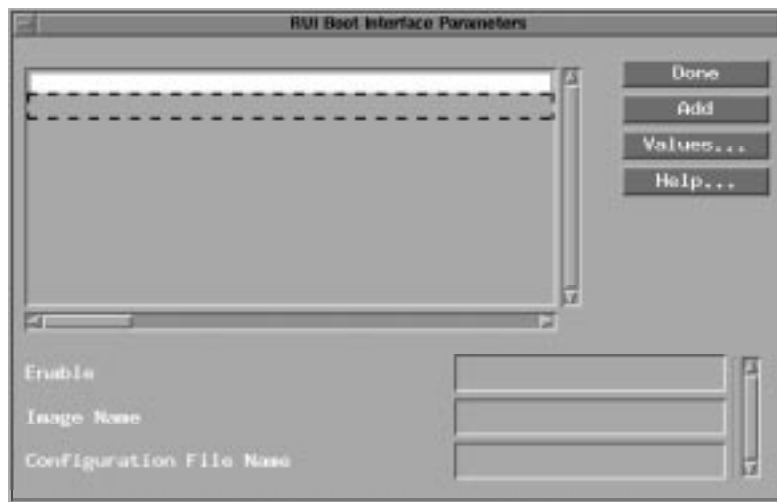 RUI Boot Interface Parameters
Done
Add
Values...
Help...
Enable
Image Name
Configuration File Name